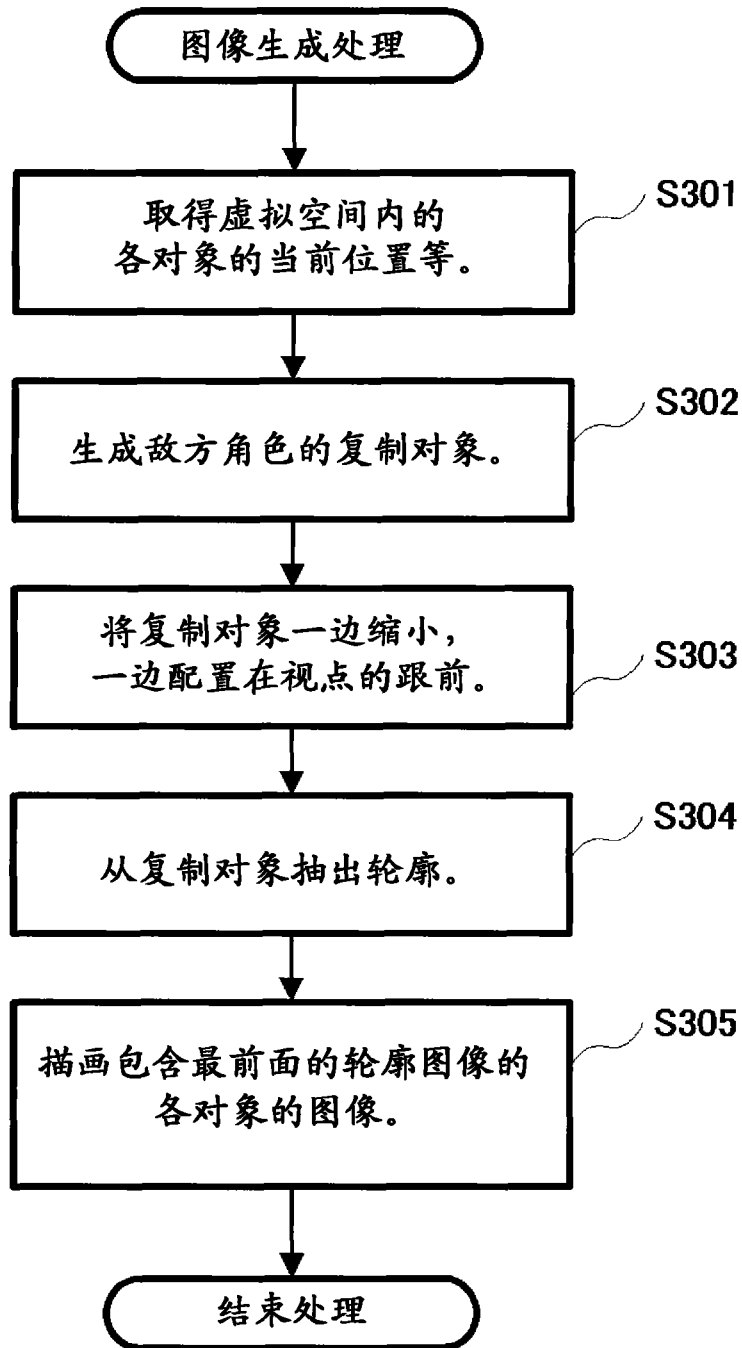 图像生成处理
S301
取得虚拟空间内的
各对象的当前位置等。
S302
生成敌方角色的复制对象。
将复制对象一边缩小，
一边配置在视点的跟前。
S303
S304
从复制对象抽出轮廓。
S305
描画包含最前面的轮廓图像的
各对象的图像。
结束处理